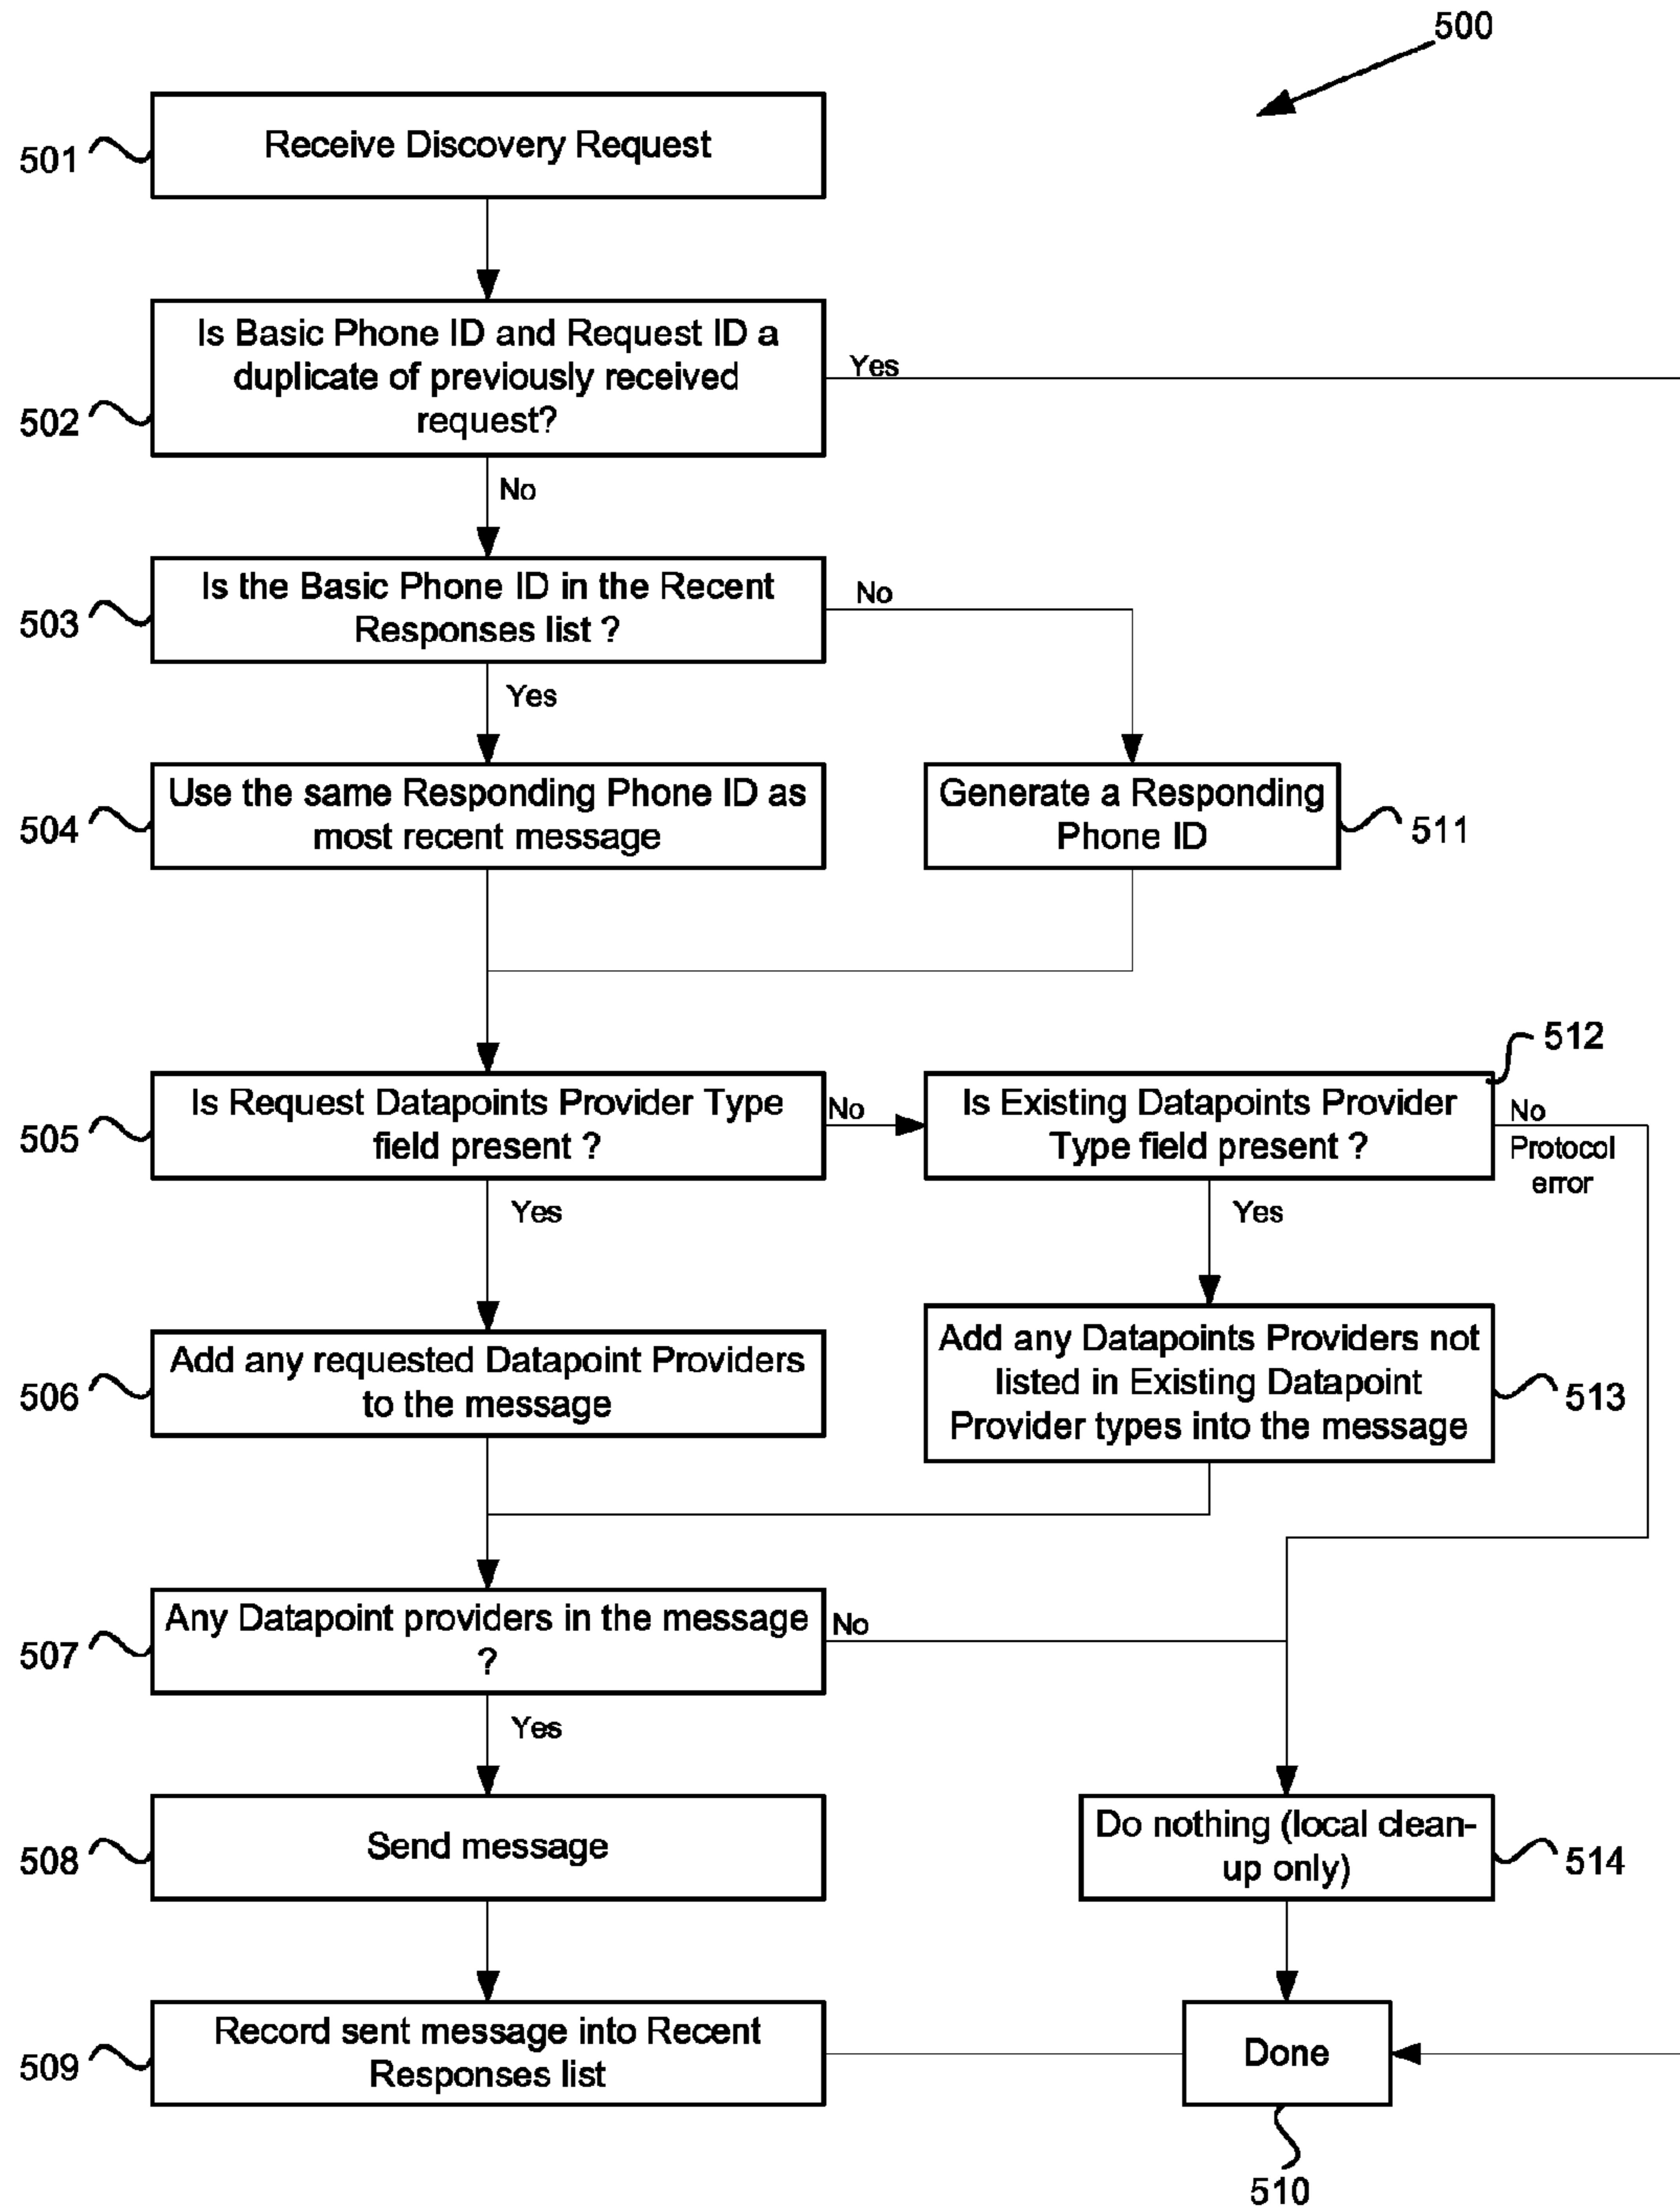 500
501
Receive Discovery Request
Is Basic Phone ID and Request ID a
duplicate of previously received
request?
Yes
502
No
Is the Basic Phone ID in the Recent
Responses list ?
No
503
Yes
Use the same Responding Phone ID as
most recent message
504
Generate a Responding
Phone ID
511
512
Is Request Datapoints Provider Type
field present ?
505
No
Is Existing Datapoints Provider
Type field present ?
No
Protocol
error
Yes
Yes
Add any requested Datapoint Providers
to the message
506
Add any Datapoints Providers not
listed in Existing Datapoint
Provider types into the message
513
Any Datapoint providers in the message
?
No
507
Yes
Send message
508
Do nothing (local clean-
up only)
514
Record sent message into Recent
Responses list
509
Done
510